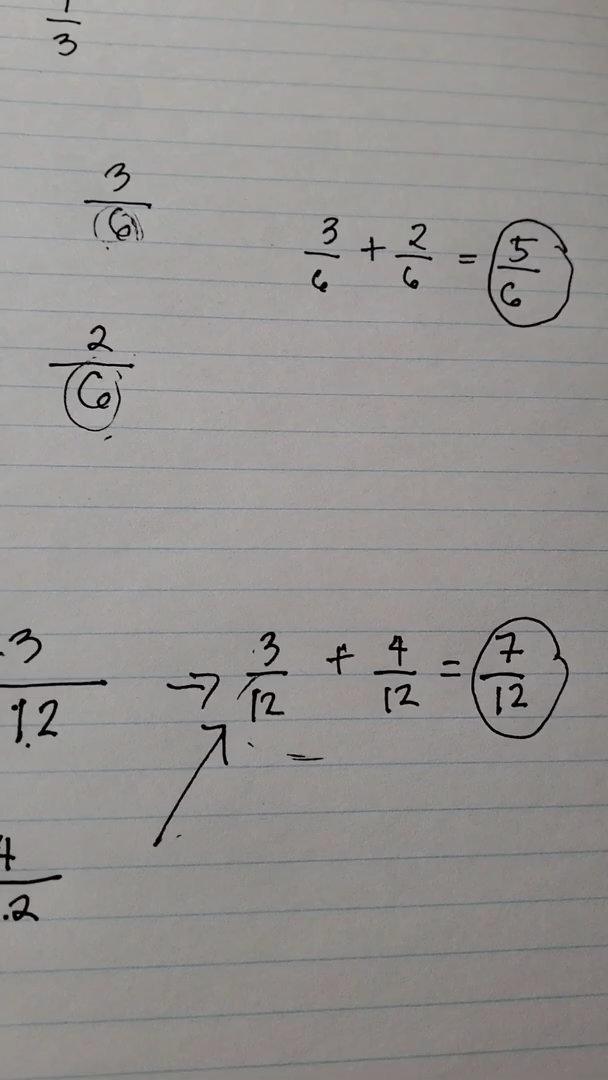 1/3
3/6
3/6 + 2/6 = 5/6
2/6
3/12 → 3/12 + 4/12 = 7/12
=
4/12